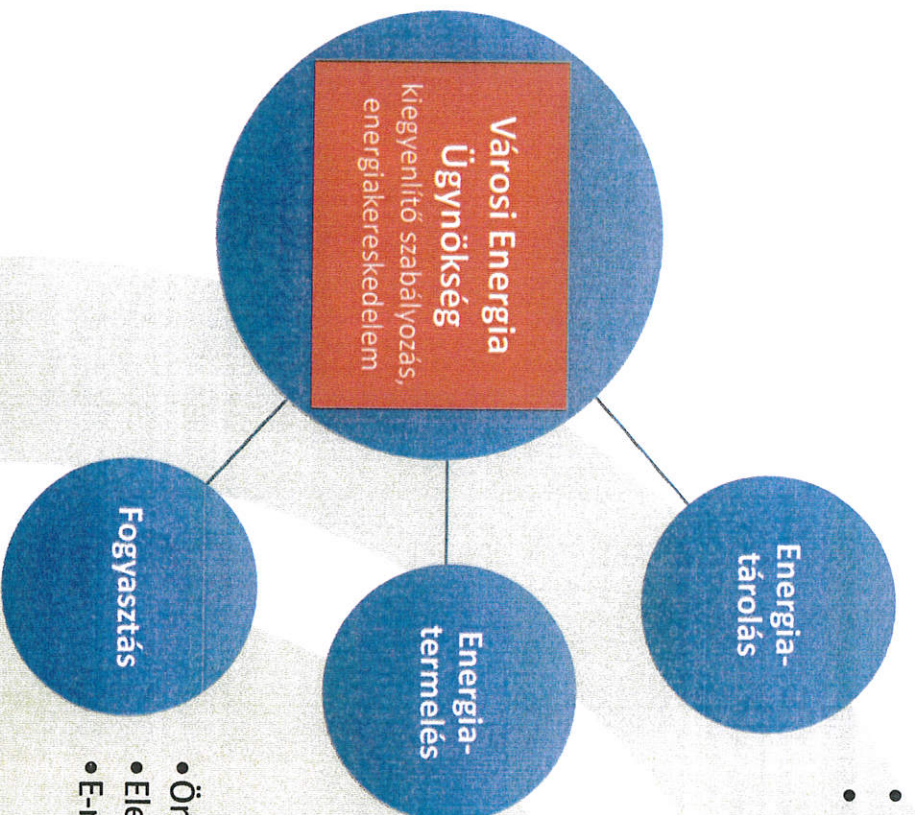 Városi Energia
Ügynökség
kiegyenlítő szabályozás,
energiakereskedelem
Energia-
tárolás
Energia-
termelés
Fogyasztás